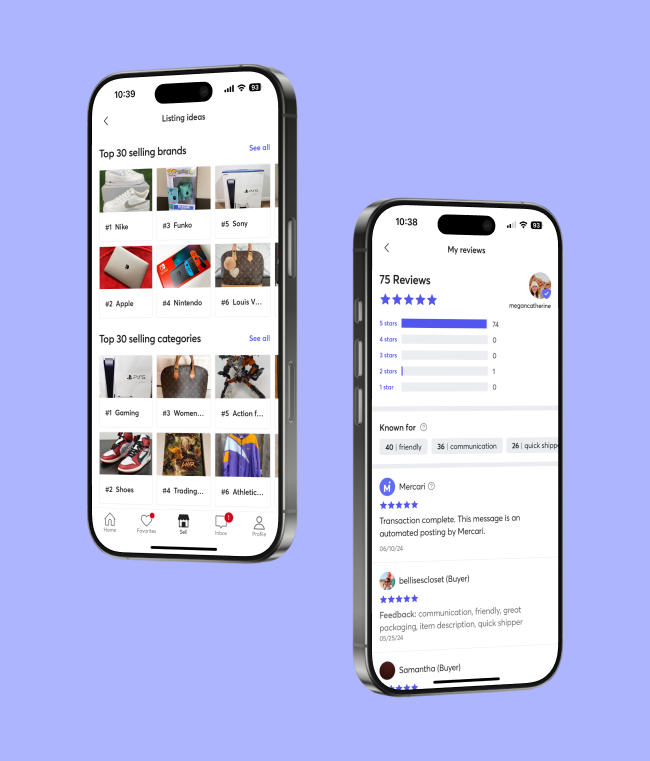 10:39
93
Listing ideas
Top 30 selling brands
See all
PS5
#1 Nike
#3 Funko
#5 Sony
#2 Apple
#4 Nintendo
#6 Louis V...
Top 30 selling categories
See all
PS5
#1 Gaming
#3 Women...
#5 Action f...
#2 Shoes
#4 Trading...
#6 Athletic...
Home
Favorites
Sell
1
Inbox
Profile
10:38
93
My reviews
75 Reviews
megancatherine
5 stars 74
4 stars 0
3 stars 0
2 stars 1
1 star 0
Known for ?
40 | friendly
36 | communication
26 | quick shippe
Mercari ?
Transaction complete. This message is an
automated posting by Mercari.
06/10/24
bellisescloset (Buyer)
Feedback: communication, friendly, great
packaging, item description, quick shipper
05/25/24
Samantha (Buyer)